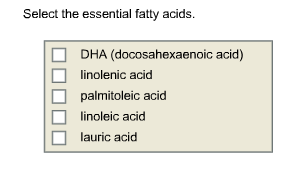 Select the essential fatty acids.
DHA (docosahexaenoic acid)
linolenic acid
palmitoleic acid
linoleic acid
lauric acid